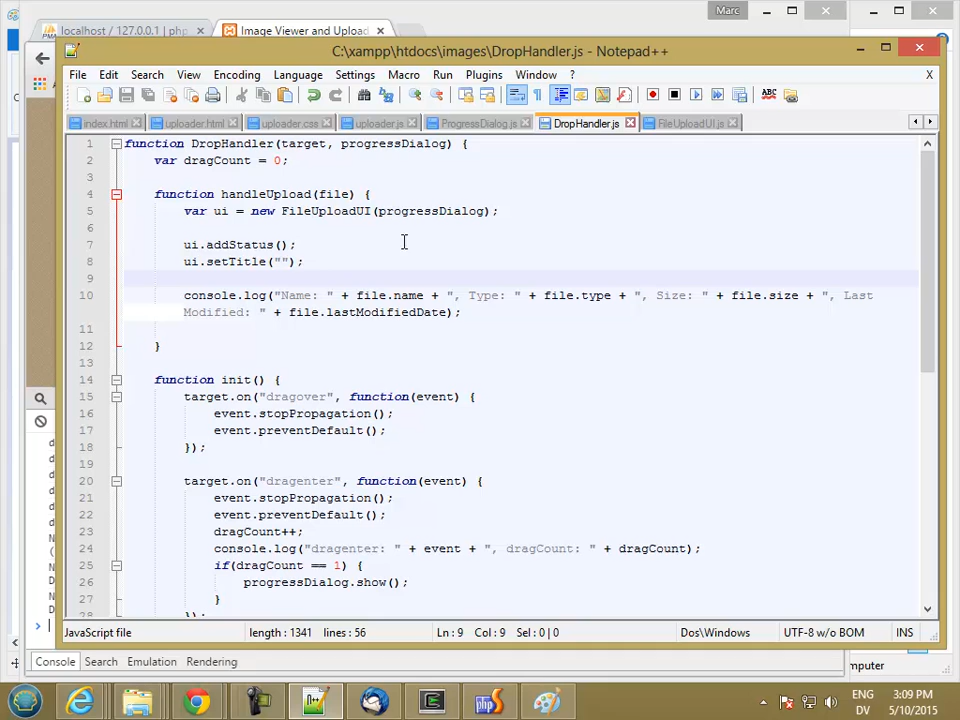 localhost / 127.0.0.1 | php
Image Viewer and Upload
Marc
C:\xampp\htdocs\images\DropHandler.js - Notepad++
File Edit Search View Encoding Language Settings Macro Run Plugins Window ? X
index.html uploader.html uploader.css uploader.js ProgressDialog.js DropHandler.js FileUploadUI.js
1 function DropHandler(target, progressDialog) {
2 var dragCount = 0;
3
4 function handleUpload(file) {
5 var ui = new FileUploadUI(progressDialog);
6
7 ui.addStatus();
8 ui.setTitle("");
9
10 console.log("Name: " + file.name + ", Type: " + file.type + ", Size: " + file.size + ", Last
Modified: " + file.lastModifiedDate);
11
12 }
13
14 function init() {
15 target.on("dragover", function(event) {
16 event.stopPropagation();
17 event.preventDefault();
18 });
19
20 target.on("dragenter", function(event) {
21 event.stopPropagation();
22 event.preventDefault();
23 dragCount++;
24 console.log("dragenter: " + event + ", dragCount: " + dragCount);
25 if(dragCount == 1) {
26 progressDialog.show();
27 }
28 });
JavaScript file length : 1341 lines : 56 Ln : 9 Col : 9 Sel : 0 | 0 Dos\Windows UTF-8 w/o BOM INS
Console Search Emulation Rendering
mputer
ENG 3:09 PM
DV 5/10/2015